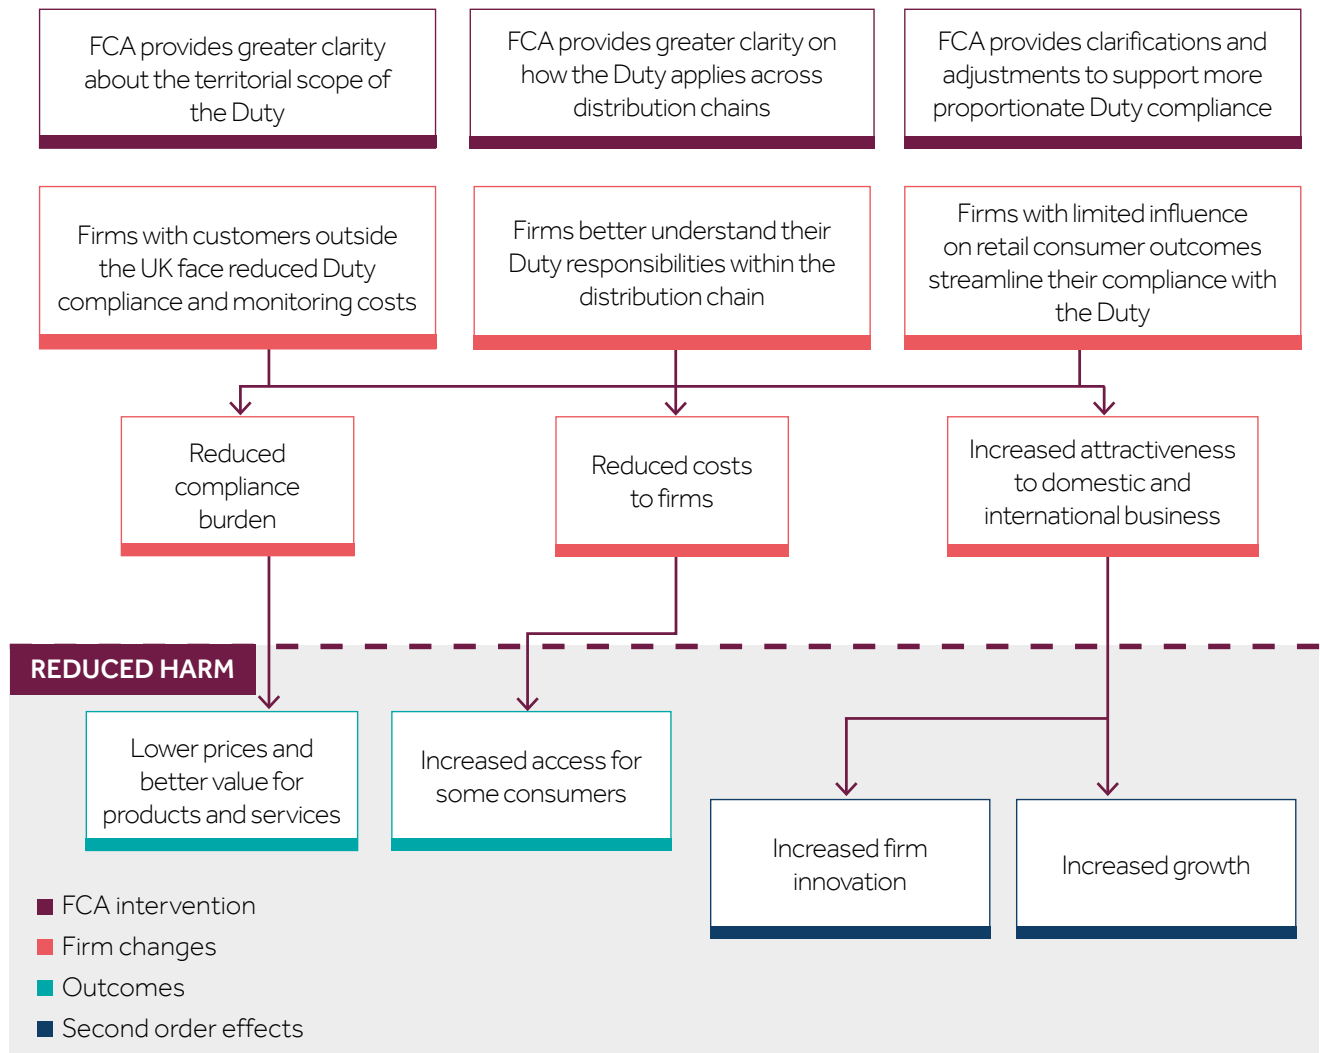 FCA provides greater clarity
about the territorial scope of
the Duty
FCA provides greater clarity on
how the Duty applies across
distribution chains
FCA provides clarifications and
adjustments to support more
proportionate Duty compliance
Firms with customers outside
the UK face reduced Duty
compliance and monitoring costs
Firms better understand their
Duty responsibilities within the
distribution chain
Firms with limited influence
on retail consumer outcomes
streamline their compliance with
the Duty
Reduced
compliance
burden
Reduced costs
to firms
Increased attractiveness
to domestic and
international business
REDUCED HARM
Lower prices and
better value for
products and services
Increased access for
some consumers
Increased firm
innovation
Increased growth
FCA intervention
Firm changes
Outcomes
Second order effects